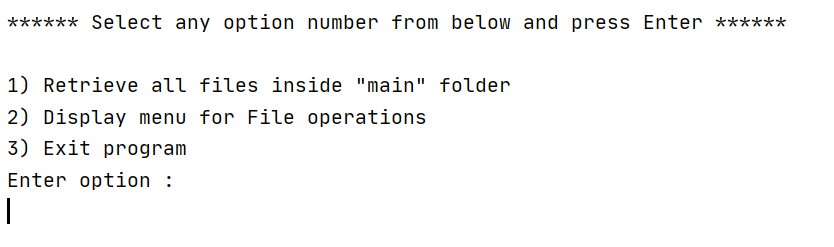 ****** Select any option number from below and press Enter ******
1) Retrieve all files inside "main" folder
2) Display menu for File operations
3) Exit program
Enter option :